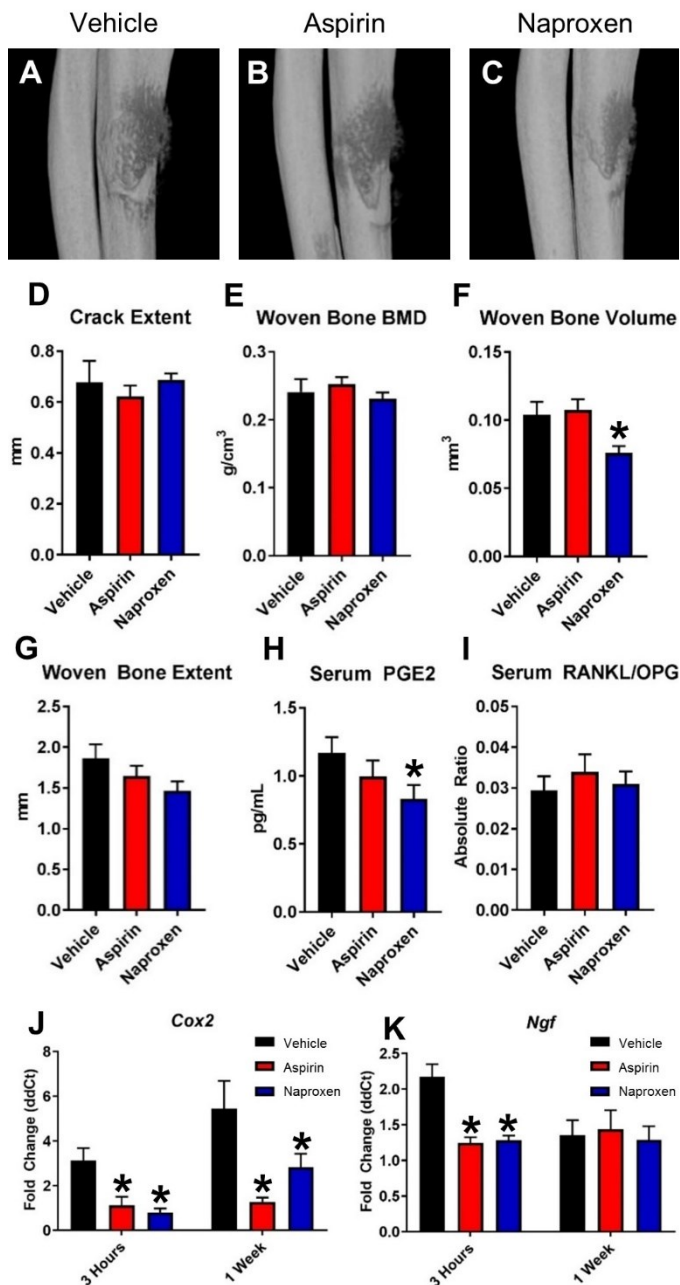 Vehicle Aspirin Naproxen
A B C
D E F
Crack Extent Woven Bone BMD Woven Bone Volume
0.8 0.3 0.15
0.6 0.2 0.10 *
mm g/cm³ mm³
0.4
0.2 0.1 0.05
0.0 0.0 0.00
Vehicle Aspirin Naproxen Vehicle Aspirin Naproxen Vehicle Aspirin Naproxen
G H I
Woven Bone Extent Serum PGE2 Serum RANKL/OPG
2.5 1.5 0.05
2.0 0.04
1.5 1.0 * 0.03
mm pg/mL Absolute Ratio
1.0 0.5 0.02
0.5 0.01
0.0 0.0 0.00
Vehicle Aspirin Naproxen Vehicle Aspirin Naproxen Vehicle Aspirin Naproxen
J Cox2 K Ngf
Vehicle Vehicle
Aspirin Aspirin
Naproxen Naproxen
8 2.5
6 2.0
Fold Change (ddCt) Fold Change (ddCt)
4 1.5
* * * * * *
2 1.0
0.5
0 0.0
3 Hours 1 Week 3 Hours 1 Week